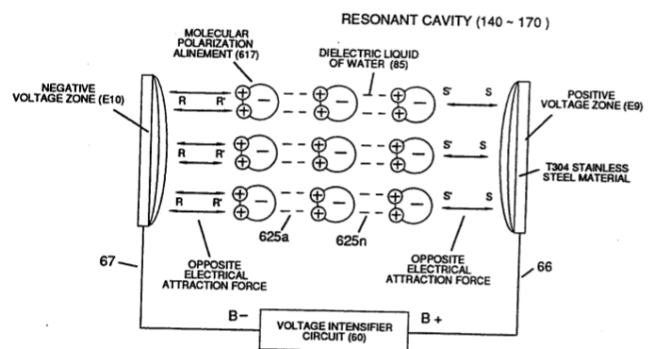 RESONANT CAVITY (140 ~ 170 )
MOLECULAR
POLARIZATION
ALINEMENT (617)
DIELECTRIC LIQUID
OF WATER (85)
NEGATIVE
VOLTAGE ZONE (E10)
POSITIVE
VOLTAGE ZONE (E9)
R R' + − + − + − S' S
R R' + − + − + − S' S
R R' + − + − + − S' S
T304 STAINLESS
STEEL MATERIAL
625a
625n
67
OPPOSITE
ELECTRICAL
ATTRACTION FORCE
OPPOSITE
ELECTRICAL
ATTRACTION FORCE
66
B−
B+
VOLTAGE INTENSIFIER
CIRCUIT (60)